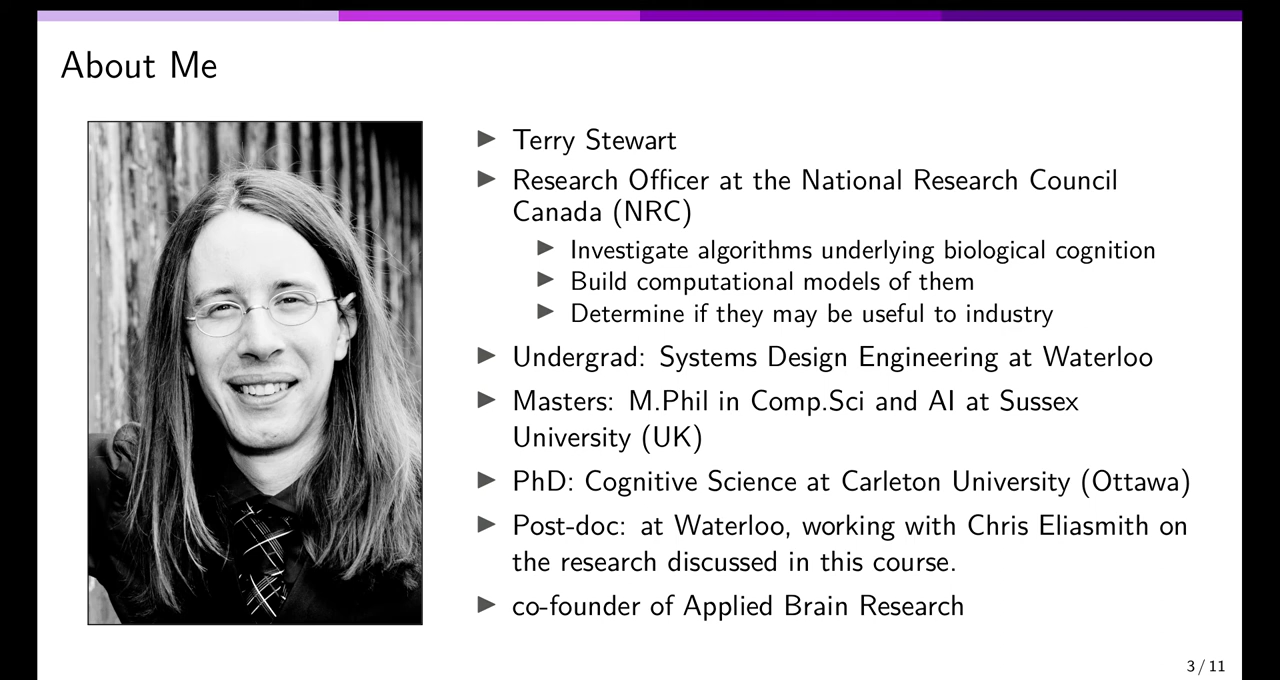 About Me
Terry Stewart
Research Officer at the National Research Council
Canada (NRC)
Investigate algorithms underlying biological cognition
Build computational models of them
Determine if they may be useful to industry
Undergrad: Systems Design Engineering at Waterloo
Masters: M.Phil in Comp.Sci and AI at Sussex
University (UK)
PhD: Cognitive Science at Carleton University (Ottawa)
Post-doc: at Waterloo, working with Chris Eliasmith on
the research discussed in this course.
co-founder of Applied Brain Research
3 / 11